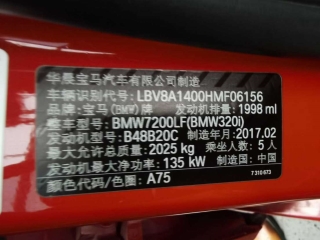 华晨宝马汽车有限公司制造
车辆识别代号:LBV8A1400HMF06156
品牌:宝马(BMW)牌 发动机排量:1998 ml
整车型号:BMW7200LF(BMW320i)
发动机型号:B48B20C 制造年月:2017.02
最大允许总质量:2025 kg 乘坐人数:5人
发动机最大净功率:135 kW 制造国:中国
颜色代码/色圈:A75 7 310 673